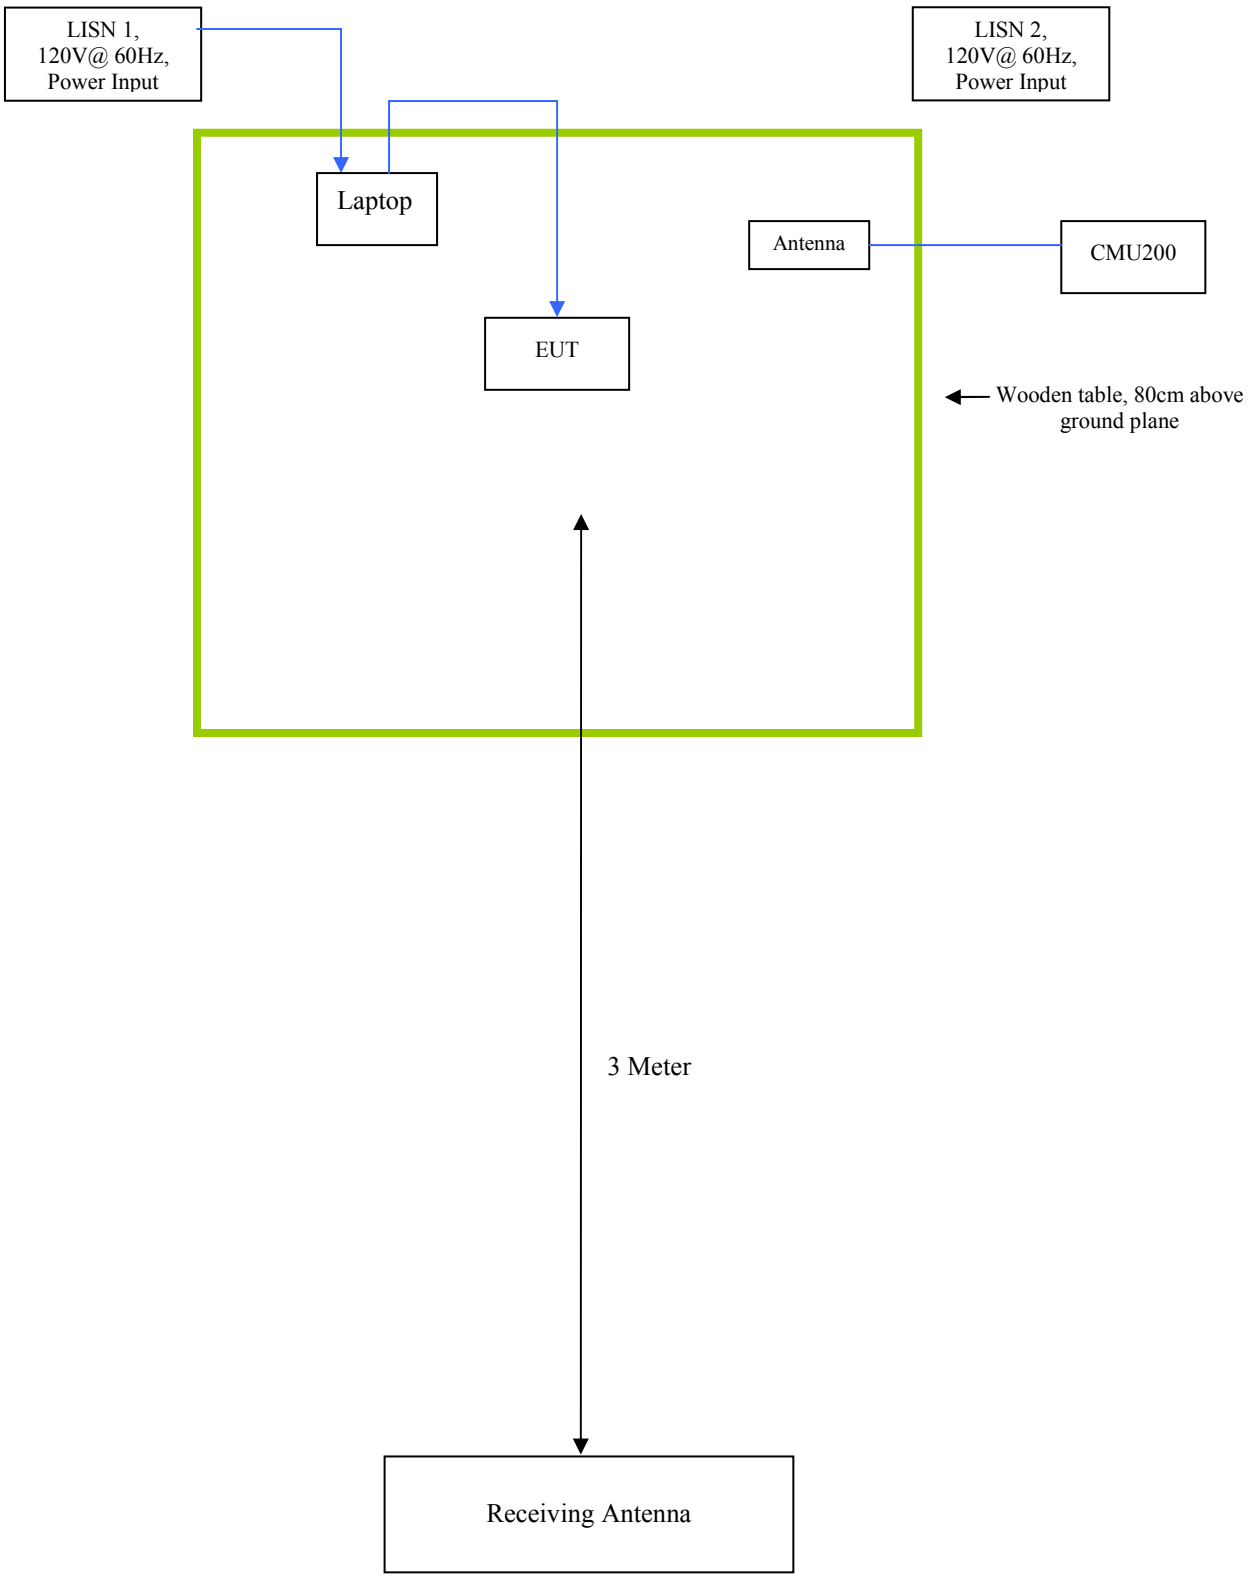 LISN 1,
120V@ 60Hz,
Power Input
LISN 2,
120V@ 60Hz,
Power Input
Laptop
Antenna
CMU200
EUT
Wooden table, 80cm above
ground plane
3 Meter
Receiving Antenna